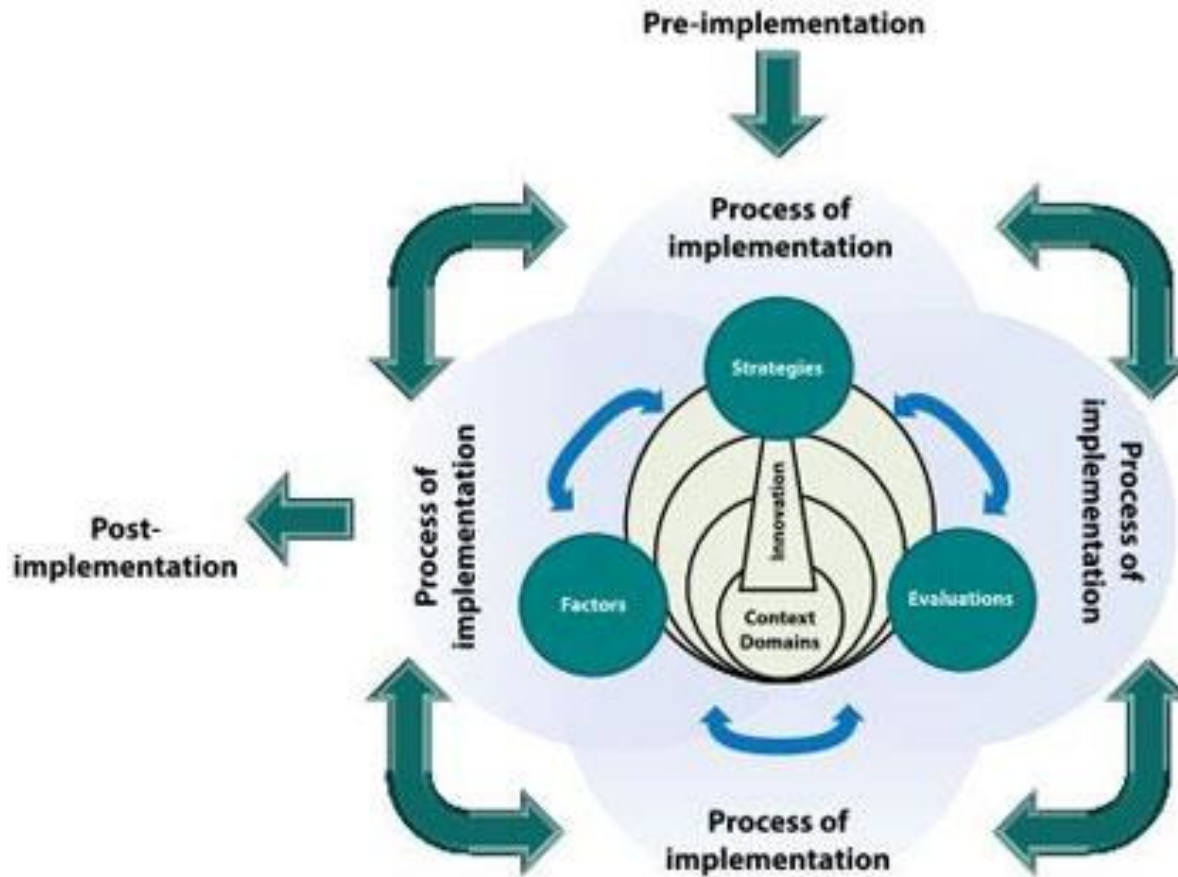 Pre-implementation
Process of
implementation
Strategies
Process of
implementation
Innovation
Process of
implementation
Post-
implementation
Factors
Evaluations
Context
Domains
Process of
implementation